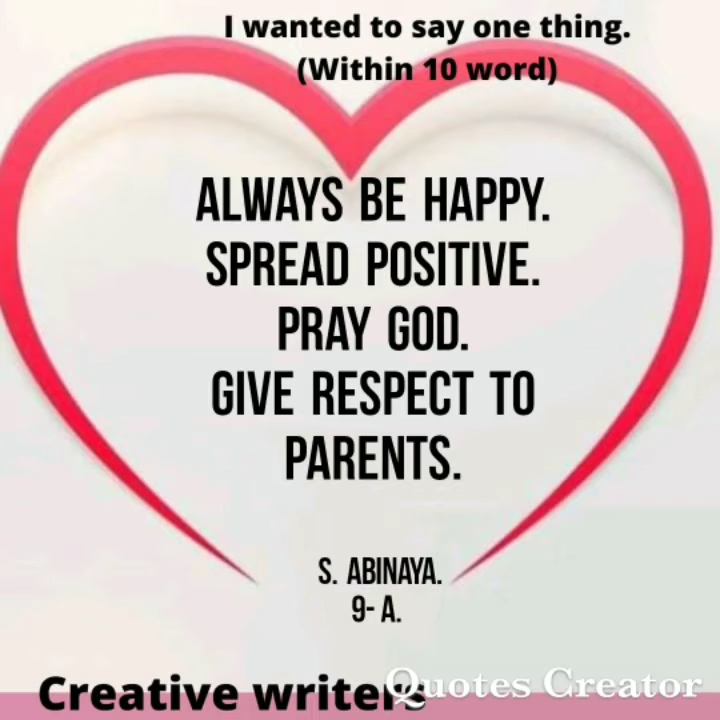 I wanted to say one thing.
(Within 10 word)
ALWAYS BE HAPPY.
SPREAD POSITIVE.
PRAY GOD.
GIVE RESPECT TO
PARENTS.
S. ABINAYA.
9- A.
Creative writers
Quotes Creator